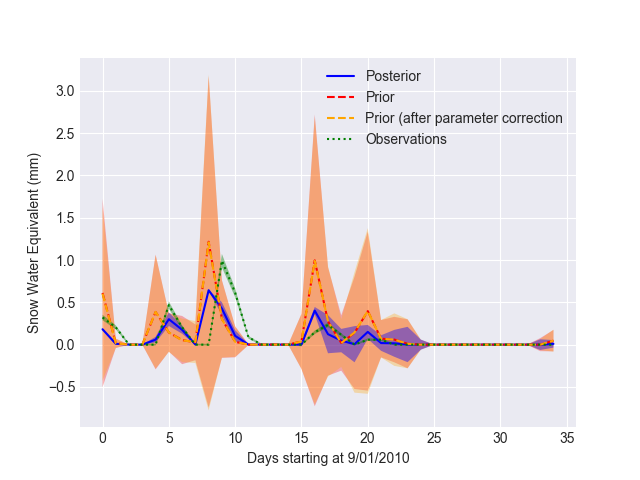 Posterior
Prior
Prior (after parameter correction
Observations
3.0
2.5
2.0
1.5
1.0
0.5
0.0
−0.5
Snow Water Equivalent (mm)
0 5 10 15 20 25 30 35
Days starting at 9/01/2010